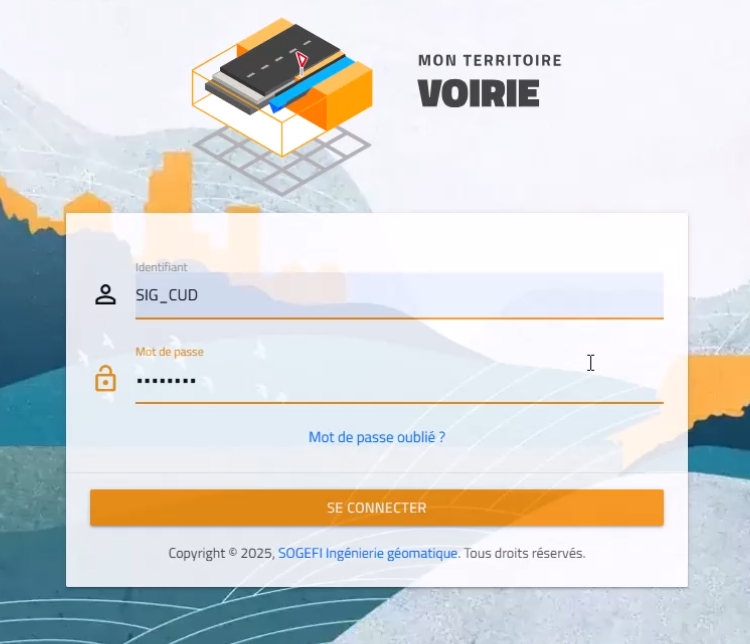 MON TERRITOIRE
VOIRIE
Identifiant
SIG_CUD
Mot de passe
••••••••
Mot de passe oublié ?
SE CONNECTER
Copyright © 2025, SOGEFI Ingénierie géomatique. Tous droits réservés.